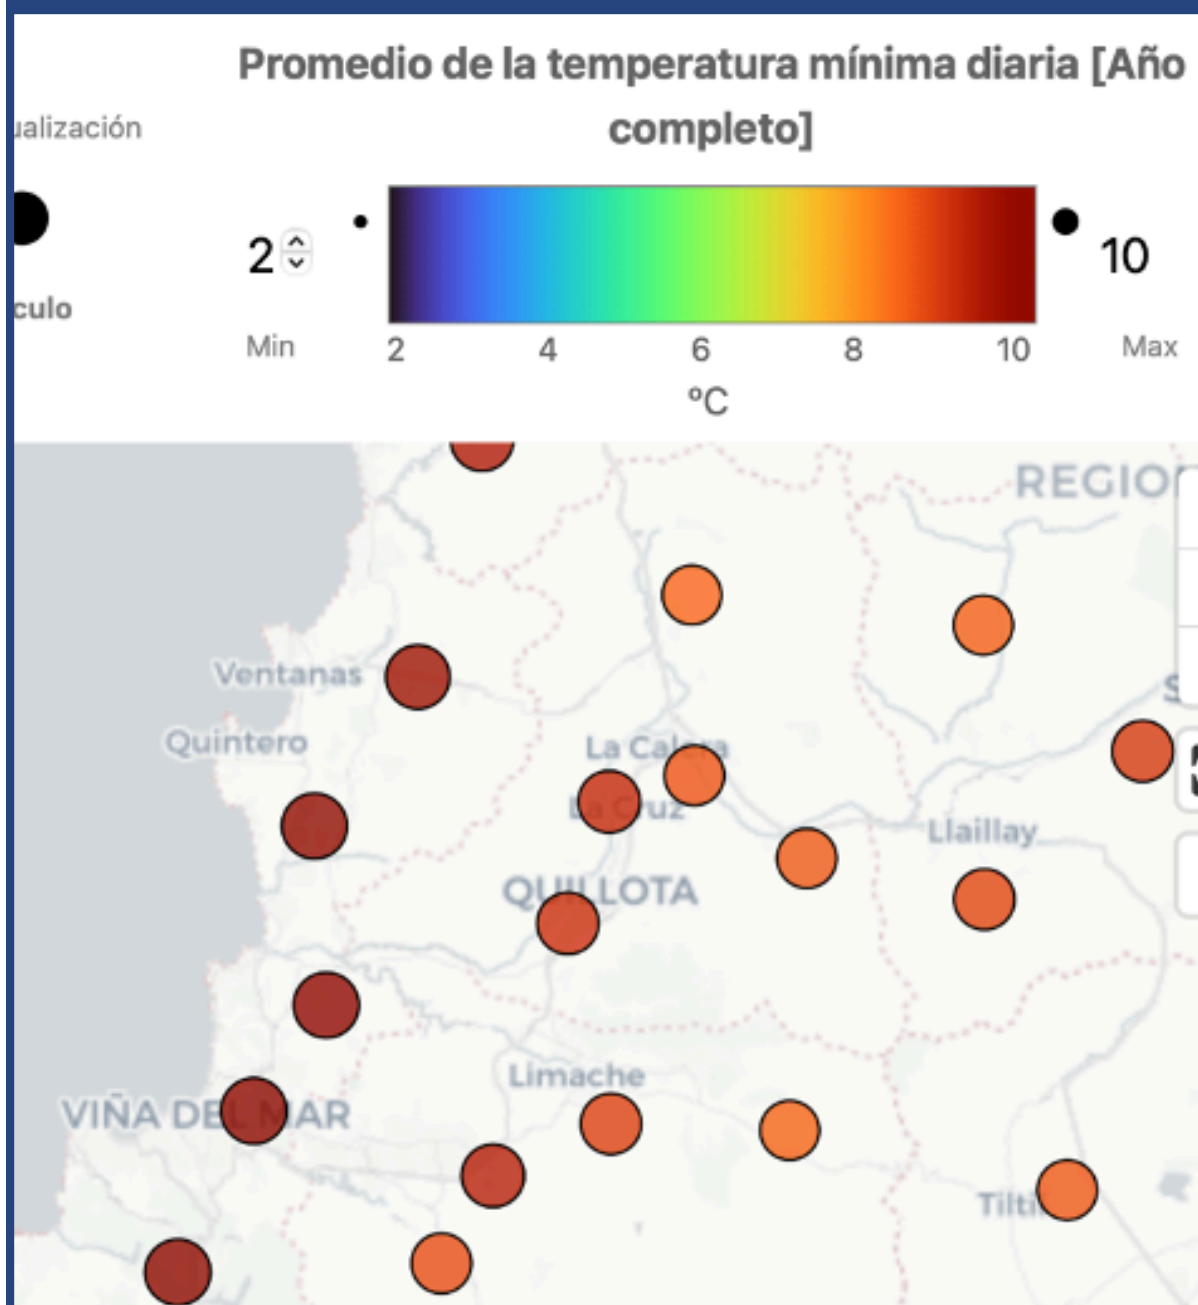 Promedio de la temperatura mínima diaria [Año
completo]
ualización
2
10
culo
Min
2 4 6 8 10
Max
ºC
REGIO
Ventanas
Quintero
La Calera
La Cruz
Llaillay
QUILLOTA
Limache
VIÑA DEL MAR
Tiltil